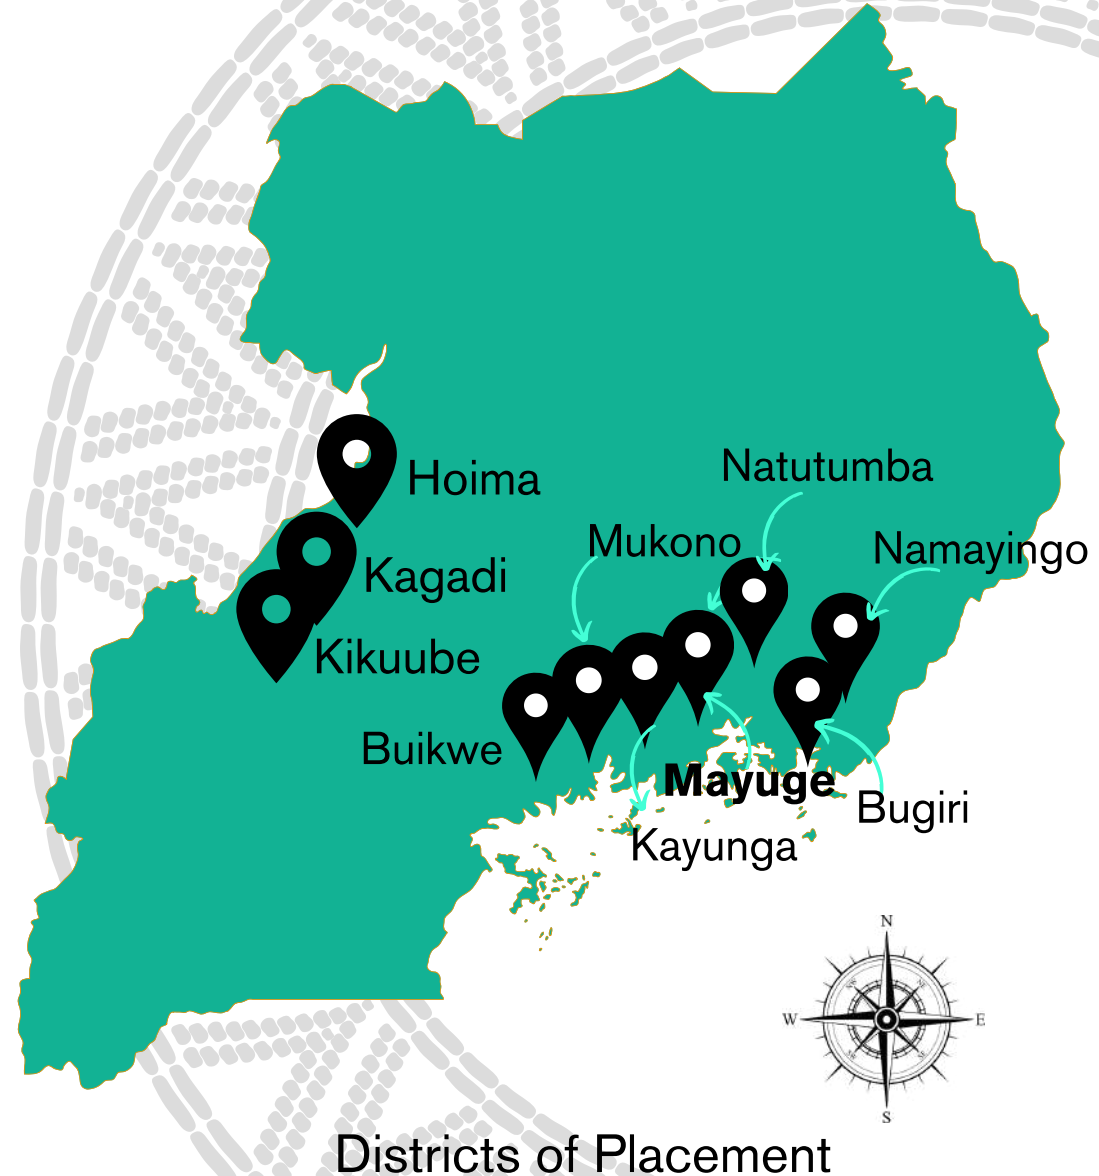 Hoima
Natutumba
Mukono
Namayingo
Kagadi
Kikuube
Buikwe
Mayuge
Bugiri
Kayunga
N
W
E
S
Districts of Placement